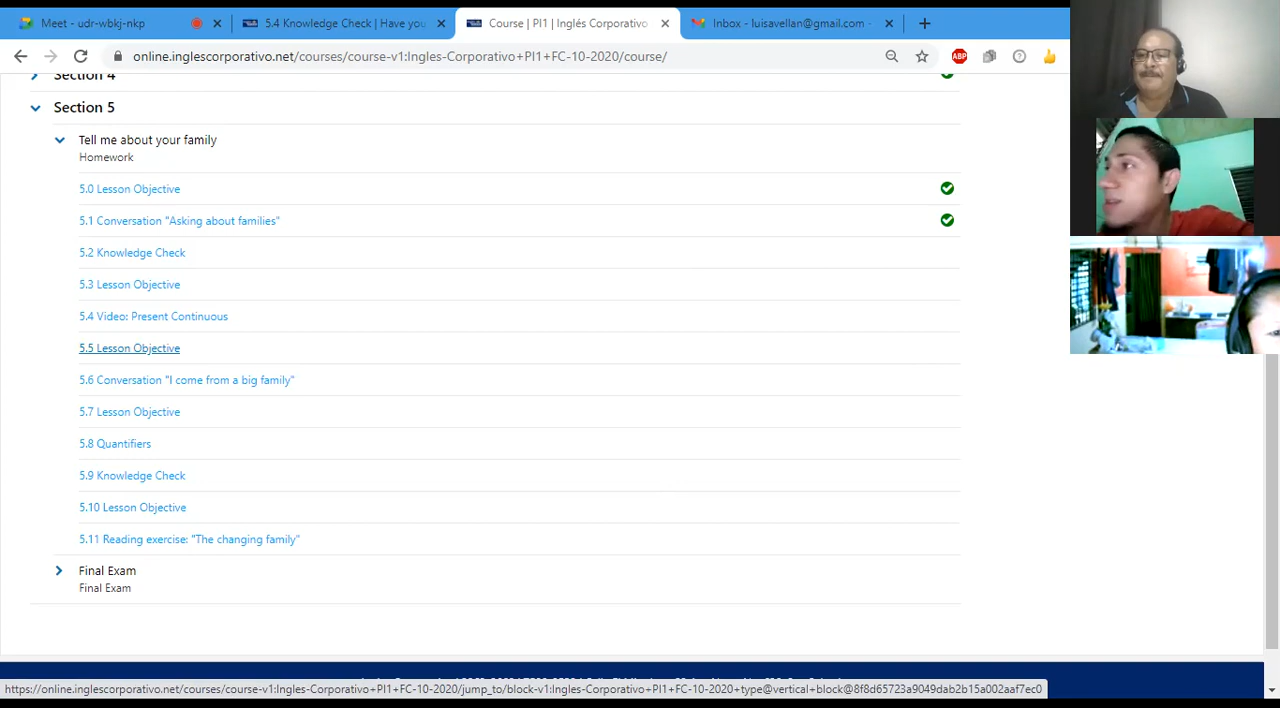 Meet - udr-wbkj-nkp
5.4 Knowledge Check | Have you
Course | PI1 | Inglés Corporativo
Inbox - luisavellan@gmail.com -
online.inglescorporativo.net/courses/course-v1:Ingles-Corporativo+PI1+FC-10-2020/course/
ABP
Section 4
Section 5
Tell me about your family
Homework
5.0 Lesson Objective
5.1 Conversation "Asking about families"
5.2 Knowledge Check
5.3 Lesson Objective
5.4 Video: Present Continuous
5.5 Lesson Objective
5.6 Conversation "I come from a big family"
5.7 Lesson Objective
5.8 Quantifiers
5.9 Knowledge Check
5.10 Lesson Objective
5.11 Reading exercise: "The changing family"
Final Exam
Final Exam
https://online.inglescorporativo.net/courses/course-v1:Ingles-Corporativo+PI1+FC-10-2020/jump_to/block-v1:Ingles-Corporativo+PI1+FC-10-2020+type@vertical+block@8f8d65723a9049dab2b15a002aaf7ec0